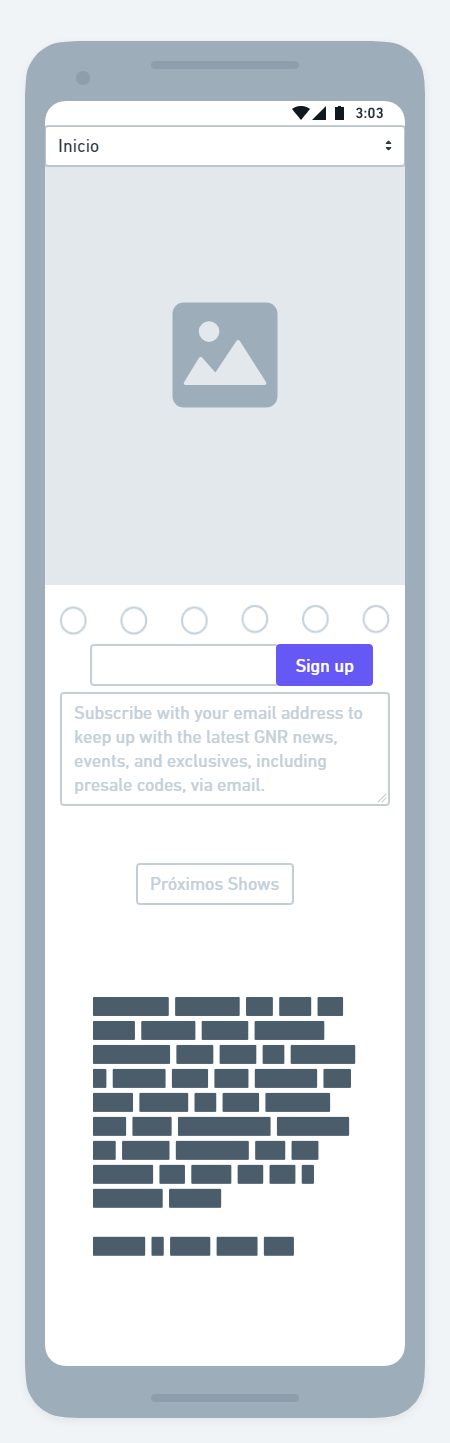 3:03
Inicio
Sign up
Subscribe with your email address to
keep up with the latest GNR news,
events, and exclusives, including
presale codes, via email.
Próximos Shows